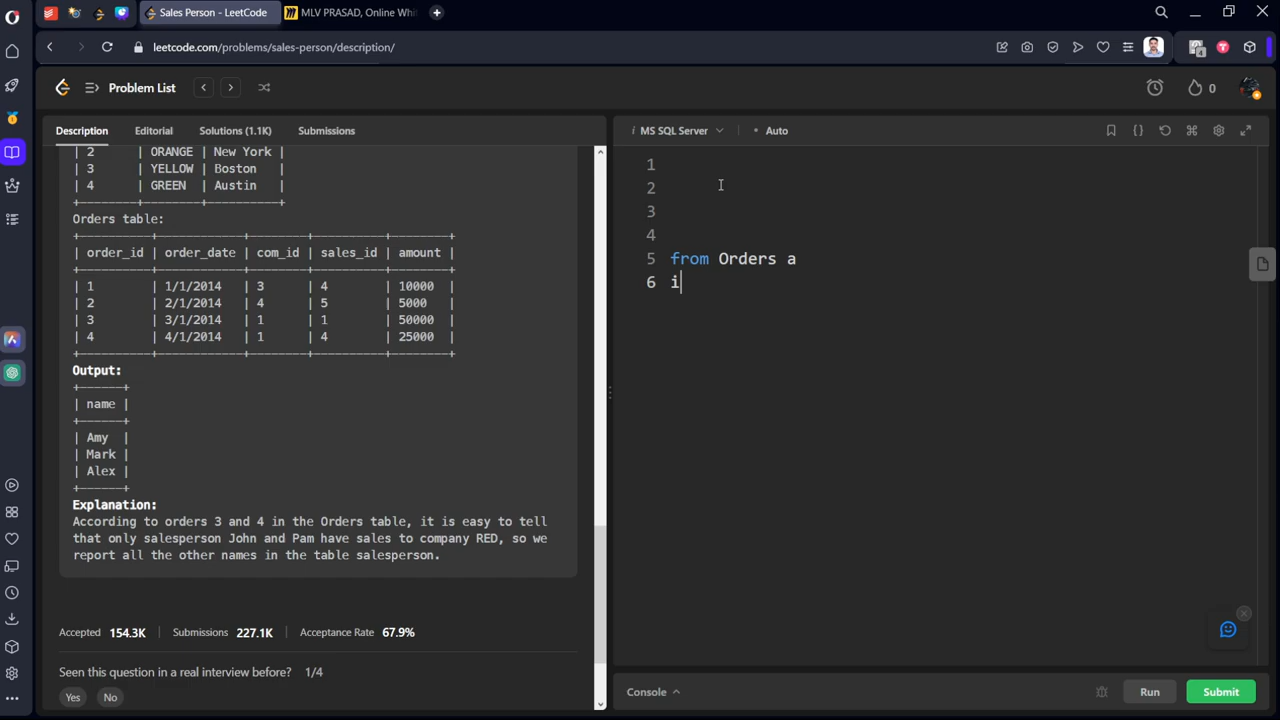 Sales Person - LeetCode
MLV PRASAD, Online Whi
leetcode.com/problems/sales-person/description/
4
Problem List
0
Description
Editorial
Solutions (1.1K)
Submissions
MS SQL Server
• Auto
| 2 | ORANGE | New York |
| 3 | YELLOW | Boston |
| 4 | GREEN | Austin |
+--------+--------+----------+
Orders table:
+----------+------------+---------+----------+--------+
| order_id | order_date | com_id | sales_id | amount |
+----------+------------+---------+----------+--------+
| 1 | 1/1/2014 | 3 | 4 | 10000 |
| 2 | 2/1/2014 | 4 | 5 | 5000 |
| 3 | 3/1/2014 | 1 | 1 | 50000 |
| 4 | 4/1/2014 | 1 | 4 | 25000 |
+----------+------------+---------+----------+--------+
Output:
+------+
| name |
+------+
| Amy |
| Mark |
| Alex |
+------+
Explanation:
According to orders 3 and 4 in the Orders table, it is easy to tell
that only salesperson John and Pam have sales to company RED, so we
report all the other names in the table salesperson.
Accepted 154.3K | Submissions 227.1K | Acceptance Rate 67.9%
Seen this question in a real interview before? 1/4
Yes No
1
2
3
4
5 from Orders a
6 i
Console
Run
Submit